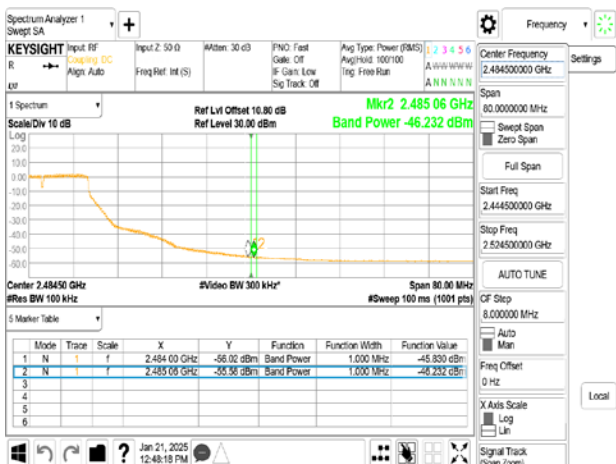 Spectrum Analyzer 1
Swept SA
+
Frequency
KEYSIGHT
Input: RF
Coupling: DC
Align: Auto
Input Z: 50 Ω
Freq Ref: Int (S)
#Atten: 30 dB
PNO: Fast
Gate: Off
IF Gain: Low
Sig Track: Off
Avg Type: Power (RMS)
Avg|Hold: 100/100
Trig: Free Run
1 2 3 4 5 6
A W W W W W
A N N N N N
R
LXI
Center Frequency
2.484500000 GHz
Settings
Span
80.0000000 MHz
Swept Span
Zero Span
Full Span
Start Freq
2.444500000 GHz
Stop Freq
2.524500000 GHz
AUTO TUNE
CF Step
8.000000 MHz
Auto
Man
Freq Offset
0 Hz
X Axis Scale
Log
Lin
Signal Track
(Span Zoom)
Local
1 Spectrum
Scale/Div 10 dB
Ref Lvl Offset 10.80 dB
Ref Level 30.00 dBm
Mkr2 2.485 06 GHz
Band Power -46.232 dBm
Log
20.0
10.0
0.00
-10.0
-20.0
-30.0
-40.0
-50.0
-60.0
2
Center 2.48450 GHz
#Res BW 100 kHz
#Video BW 300 kHz*
Span 80.00 MHz
#Sweep 100 ms (1001 pts)
5 Marker Table
Mode Trace Scale X Y Function Function Width Function Value
1 N 1 f 2.484 00 GHz -56.02 dBm Band Power 1.000 MHz -45.830 dBm
2 N 1 f 2.485 06 GHz -55.58 dBm Band Power 1.000 MHz -46.232 dBm
3
4
5
6
?
Jan 21, 2025
12:48:18 PM